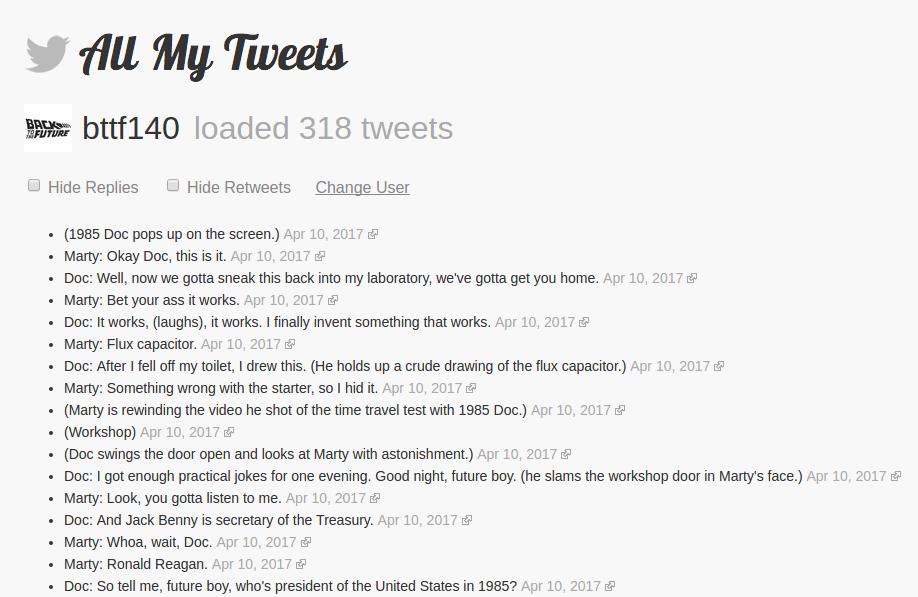 All My Tweets
BACK TO THE FUTURE
bttf140 loaded 318 tweets
Hide Replies Hide Retweets Change User
(1985 Doc pops up on the screen.) Apr 10, 2017
Marty: Okay Doc, this is it. Apr 10, 2017
Doc: Well, now we gotta sneak this back into my laboratory, we've gotta get you home. Apr 10, 2017
Marty: Bet your ass it works. Apr 10, 2017
Doc: It works, (laughs), it works. I finally invent something that works. Apr 10, 2017
Marty: Flux capacitor. Apr 10, 2017
Doc: After I fell off my toilet, I drew this. (He holds up a crude drawing of the flux capacitor.) Apr 10, 2017
Marty: Something wrong with the starter, so I hid it. Apr 10, 2017
(Marty is rewinding the video he shot of the time travel test with 1985 Doc.) Apr 10, 2017
(Workshop) Apr 10, 2017
(Doc swings the door open and looks at Marty with astonishment.) Apr 10, 2017
Doc: I got enough practical jokes for one evening. Good night, future boy. (he slams the workshop door in Marty's face.) Apr 10, 2017
Marty: Look, you gotta listen to me. Apr 10, 2017
Doc: And Jack Benny is secretary of the Treasury. Apr 10, 2017
Marty: Whoa, wait, Doc. Apr 10, 2017
Marty: Ronald Reagan. Apr 10, 2017
Doc: So tell me, future boy, who's president of the United States in 1985? Apr 10, 2017